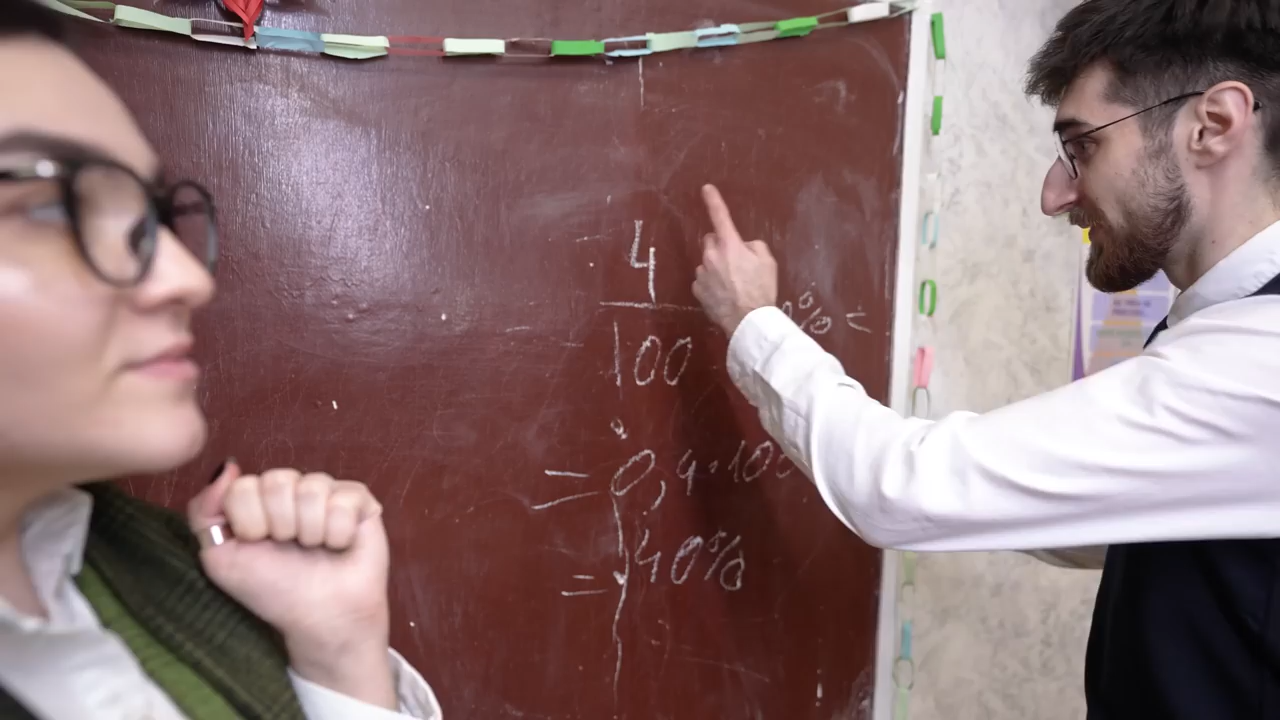 4
100 % <
= 0,4·100
= 40%